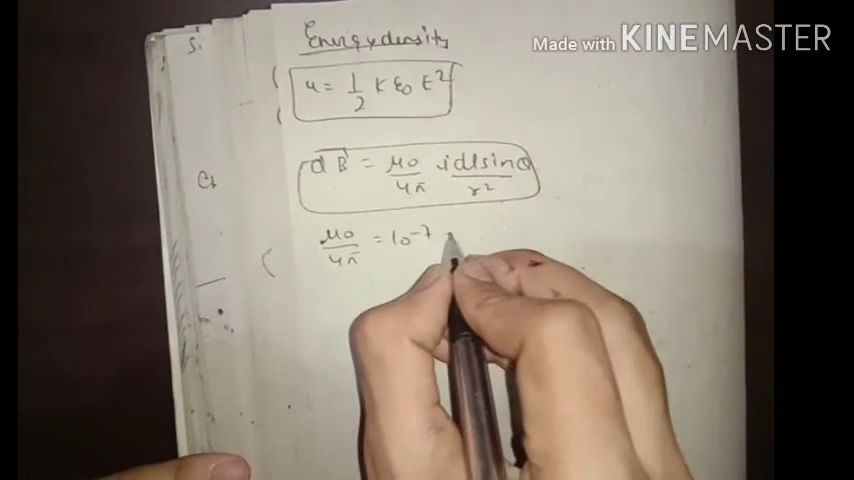 Made with KINEMASTER
Energy density
u = 1/2 K ε0 E²
dB = μ0/4π idlsinθ/r²
μ0/4π = 10⁻⁷